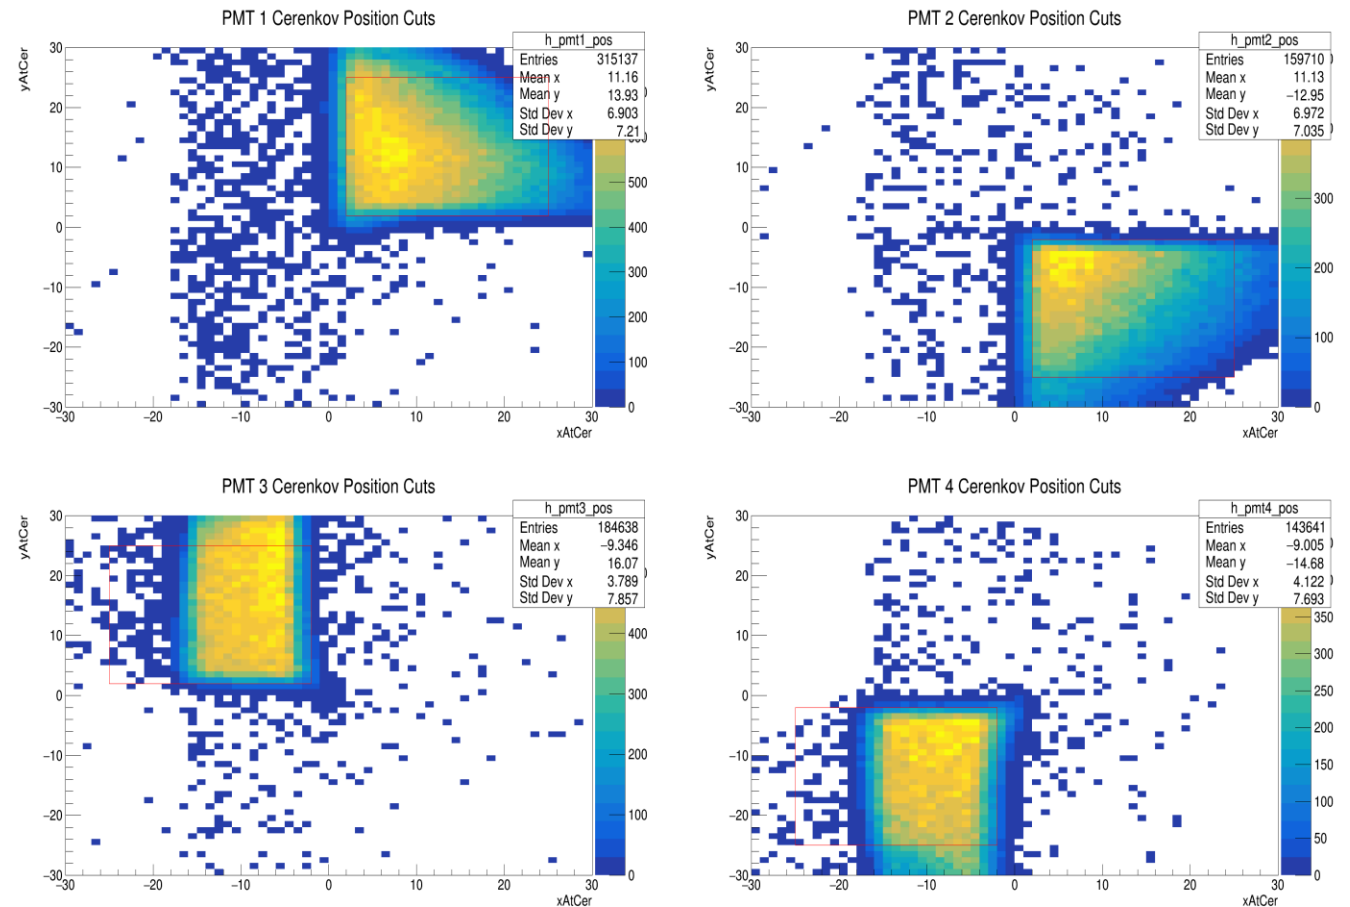 PMT 1 Cerenkov Position Cuts
yAtCer
30
20
10
0
−10
−20
−30
−30
−20
−10
0
10
20
30
xAtCer
h_pmt1_pos
Entries 315137
Mean x 11.16
Mean y 13.93
Std Dev x 6.903
Std Dev y 7.21
500
400
300
200
100
0
PMT 2 Cerenkov Position Cuts
yAtCer
30
20
10
0
−10
−20
−30
−30
−20
−10
0
10
20
30
xAtCer
h_pmt2_pos
Entries 159710
Mean x 11.13
Mean y −12.95
Std Dev x 6.972
Std Dev y 7.035
300
200
100
0
PMT 3 Cerenkov Position Cuts
yAtCer
30
20
10
0
−10
−20
−30
−30
−20
−10
0
10
20
30
xAtCer
h_pmt3_pos
Entries 184638
Mean x −9.346
Mean y 16.07
Std Dev x 3.789
Std Dev y 7.857
400
300
200
100
0
PMT 4 Cerenkov Position Cuts
yAtCer
30
20
10
0
−10
−20
−30
−30
−20
−10
0
10
20
30
xAtCer
h_pmt4_pos
Entries 143641
Mean x −9.005
Mean y −14.68
Std Dev x 4.122
Std Dev y 7.693
350
300
250
200
150
100
50
0